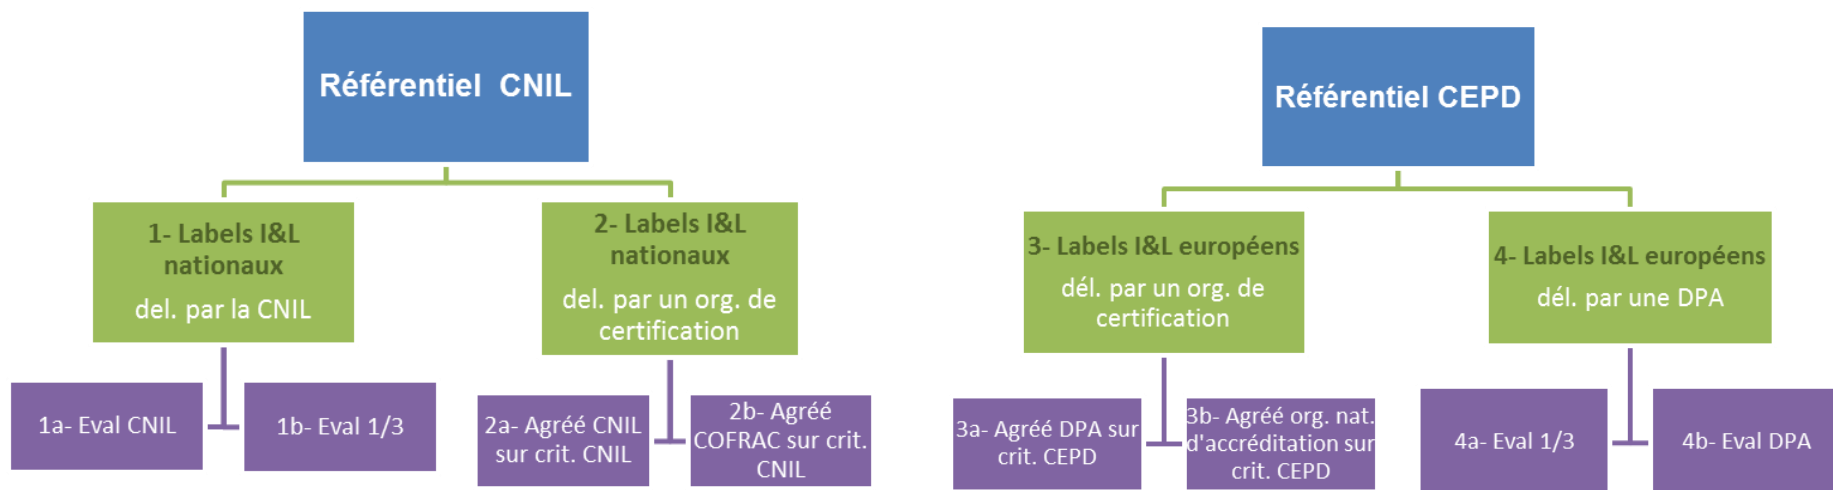 Référentiel CNIL
1- Labels I&L
nationaux
del. par la CNIL
2- Labels I&L
nationaux
del. par un org. de
certification
1a- Eval CNIL
1b- Eval 1/3
2a- Agréé CNIL
sur crit. CNIL
2b- Agréé
COFRAC sur crit.
CNIL
Référentiel CEPD
3- Labels I&L européens
dél. par un org. de
certification
4- Labels I&L européens
dél. par une DPA
3a- Agréé DPA sur
crit. CEPD
3b- Agréé org. nat.
d'accréditation sur
crit. CEPD
4a- Eval 1/3
4b- Eval DPA